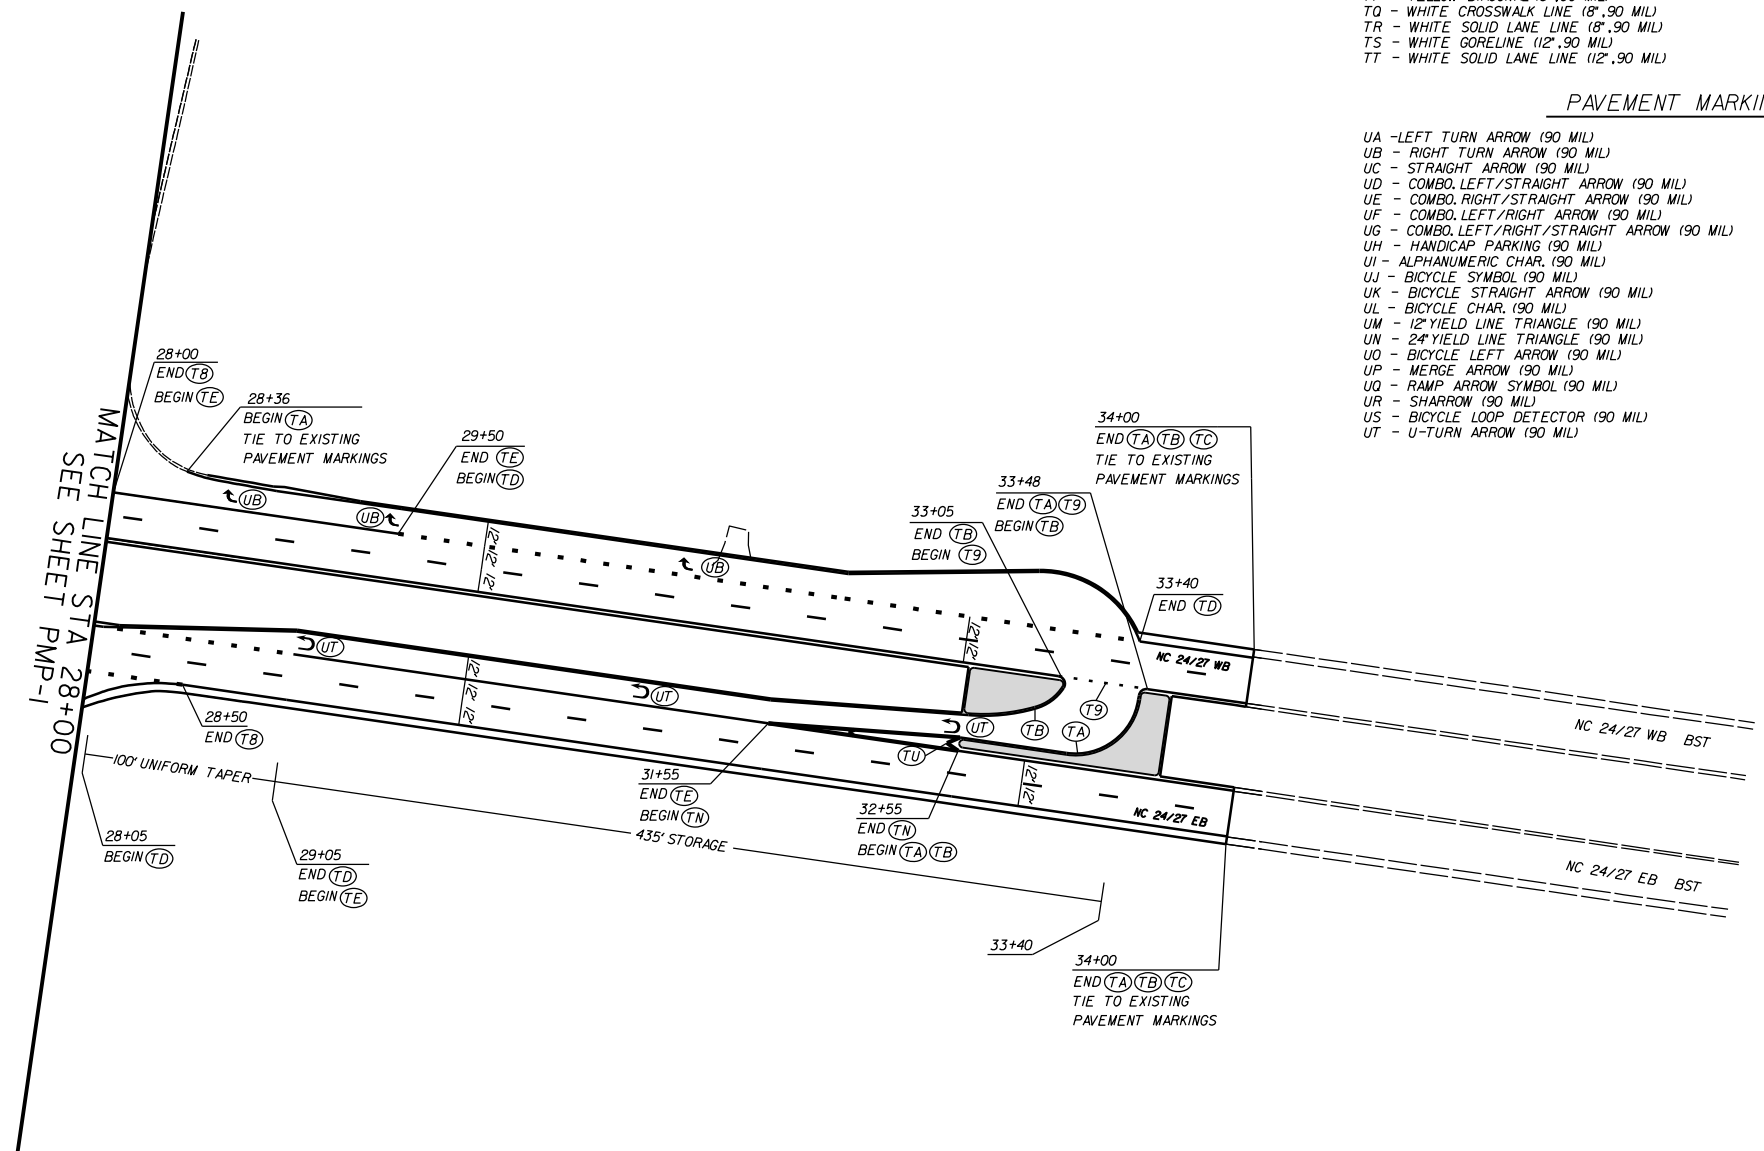 TQ - WHITE CROSSWALK LINE (8",90 MIL)
TR - WHITE SOLID LANE LINE (8",90 MIL)
TS - WHITE GORELINE (12",90 MIL)
TT - WHITE SOLID LANE LINE (12",90 MIL)
PAVEMENT
UA -LEFT TURN ARROW (90 MIL)
UB - RIGHT TURN ARROW (90 MIL)
UC - STRAIGHT ARROW (90 MIL)
UD - COMBO. LEFT/STRAIGHT ARROW (90 MIL)
UE - COMBO. RIGHT/STRAIGHT ARROW (90 MIL)
UF - COMBO. LEFT/RIGHT ARROW (90 MIL)
UG - COMBO. LEFT/RIGHT/STRAIGHT ARROW (90 MIL)
UH - HANDICAP PARKING (90 MIL)
UI - ALPHANUMERIC CHAR. (90 MIL)
UJ - BICYCLE SYMBOL (90 MIL)
UK - BICYCLE STRAIGHT ARROW (90 MIL)
UL - BICYCLE CHAR. (90 MIL)
UM - 12" YIELD LINE TRIANGLE (90 MIL)
UN - 24" YIELD LINE TRIANGLE (90 MIL)
UO - BICYCLE LEFT ARROW (90 MIL)
UP - MERGE ARROW (90 MIL)
UQ - RAMP ARROW SYMBOL (90 MIL)
UR - SHARROW (90 MIL)
US - BICYCLE LOOP DETECTOR (90 MIL)
UT - U-TURN ARROW (90 MIL)
28+00
END T8
BEGIN TE
28+36
BEGIN TA
TIE TO EXISTING
PAVEMENT MARKINGS
29+50
END TE
BEGIN TD
34+00
END TA TB TC
TIE TO EXISTING
PAVEMENT MARKINGS
33+48
END TA T9
BEGIN TB
33+05
END TB
BEGIN T9
33+40
END TD
MATCH LINE STA 28+00
SEE SHEET PMP-1
UB
UB
UB
12' 12' 12'
12' 12'
NC 24/27 WB
UT
UT
UT
12' 12' 12'
T9
TB
TA
TU
12' 12'
NC 24/27 EB
NC 24/27 WB BST
NC 24/27 EB BST
28+50
END T8
100' UNIFORM TAPER
435' STORAGE
31+55
END TE
BEGIN TN
32+55
END TN
BEGIN TA TB
28+05
BEGIN TD
29+05
END TD
BEGIN TE
33+40
34+00
END TA TB TC
TIE TO EXISTING
PAVEMENT MARKINGS